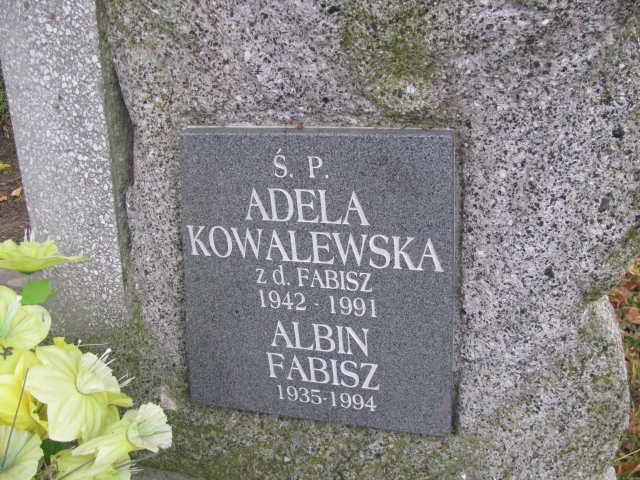 Ś. P.
ADELA
KOWALEWSKA
z d. FABISZ
1942 - 1991
ALBIN
FABISZ
1935-1994